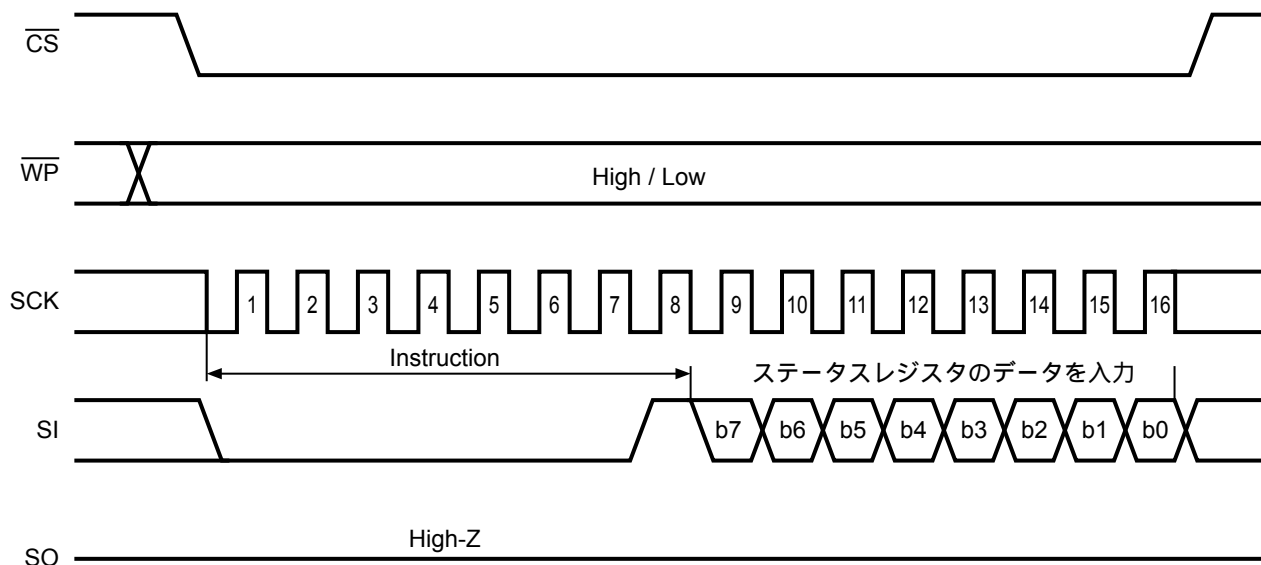 CS
WP
High / Low
SCK
1 2 3 4 5 6 7 8 9 10 11 12 13 14 15 16
Instruction
ステータスレジスタのデータを入力
SI
b7 b6 b5 b4 b3 b2 b1 b0
High-Z
SO